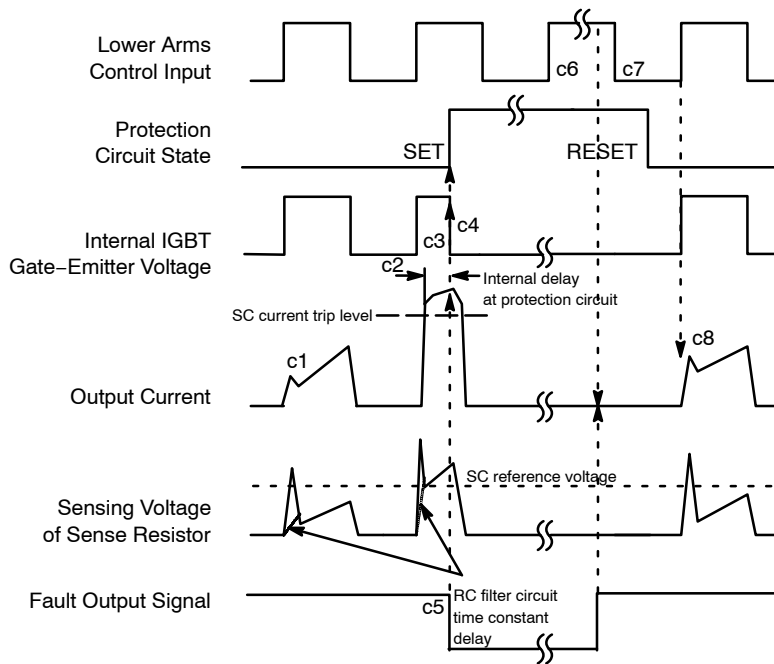 Lower Arms
Control Input
c6
c7
Protection
Circuit State
SET
RESET
Internal IGBT
Gate−Emitter Voltage
c3
c4
c2
Internal delay
at protection circuit
SC current trip level
c1
c8
Output Current
SC reference voltage
Sensing Voltage
of Sense Resistor
Fault Output Signal
c5
RC filter circuit
time constant
delay